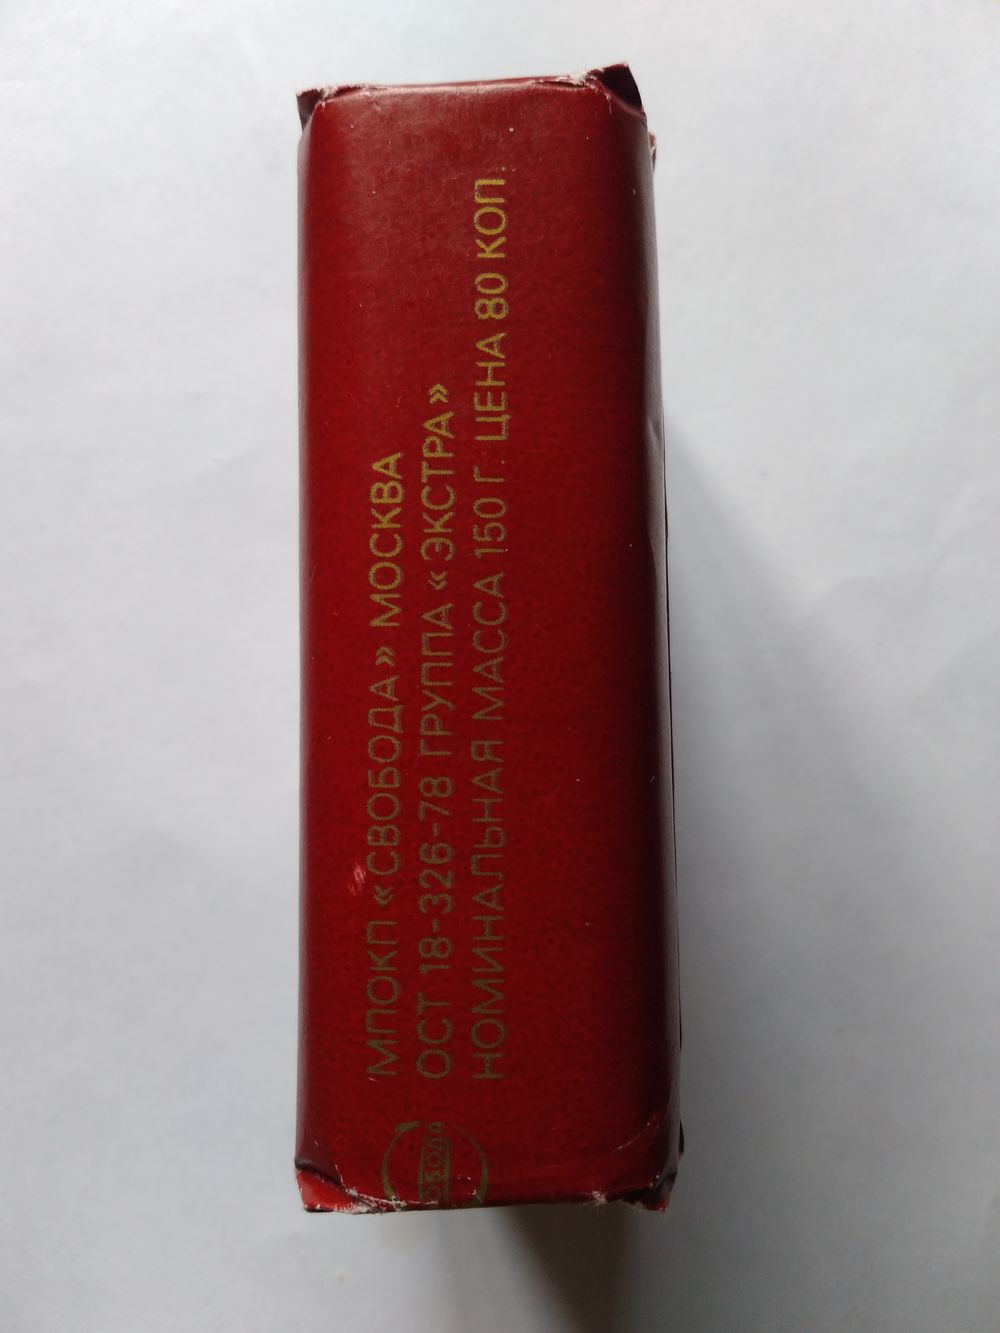 МПОКП «СВОБОДА» МОСКВА
ОСТ 18-326-78 ГРУППА «ЭКСТРА»
НОМИНАЛЬНАЯ МАССА 150 Г. ЦЕНА 80 КОП.